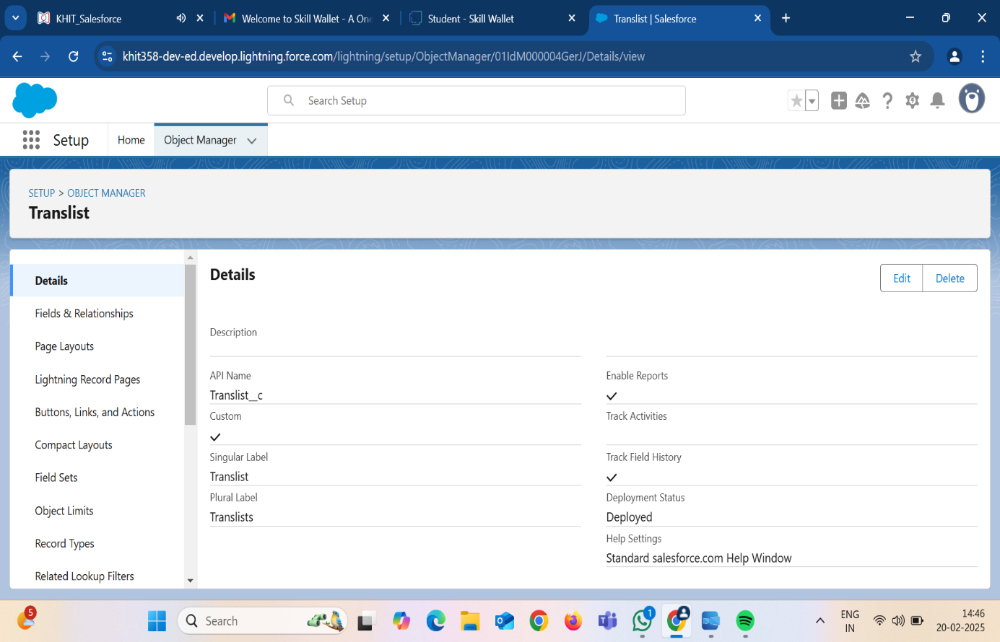 KHIT_Salesforce
Welcome to Skill Wallet - A One
Student - Skill Wallet
Translist | Salesforce
khit358-dev-ed.develop.lightning.force.com/lightning/setup/ObjectManager/01IdM000004GerJ/Details/view
Search Setup
Setup
Home
Object Manager
SETUP > OBJECT MANAGER
Translist
Details
Fields & Relationships
Page Layouts
Lightning Record Pages
Buttons, Links, and Actions
Compact Layouts
Field Sets
Object Limits
Record Types
Related Lookup Filters
Details
Edit
Delete
Description
API Name
Translist__c
Custom
Singular Label
Translist
Plural Label
Translists
Enable Reports
Track Activities
Track Field History
Deployment Status
Deployed
Help Settings
Standard salesforce.com Help Window
5
Search
1
ENG
IN
14:46
20-02-2025